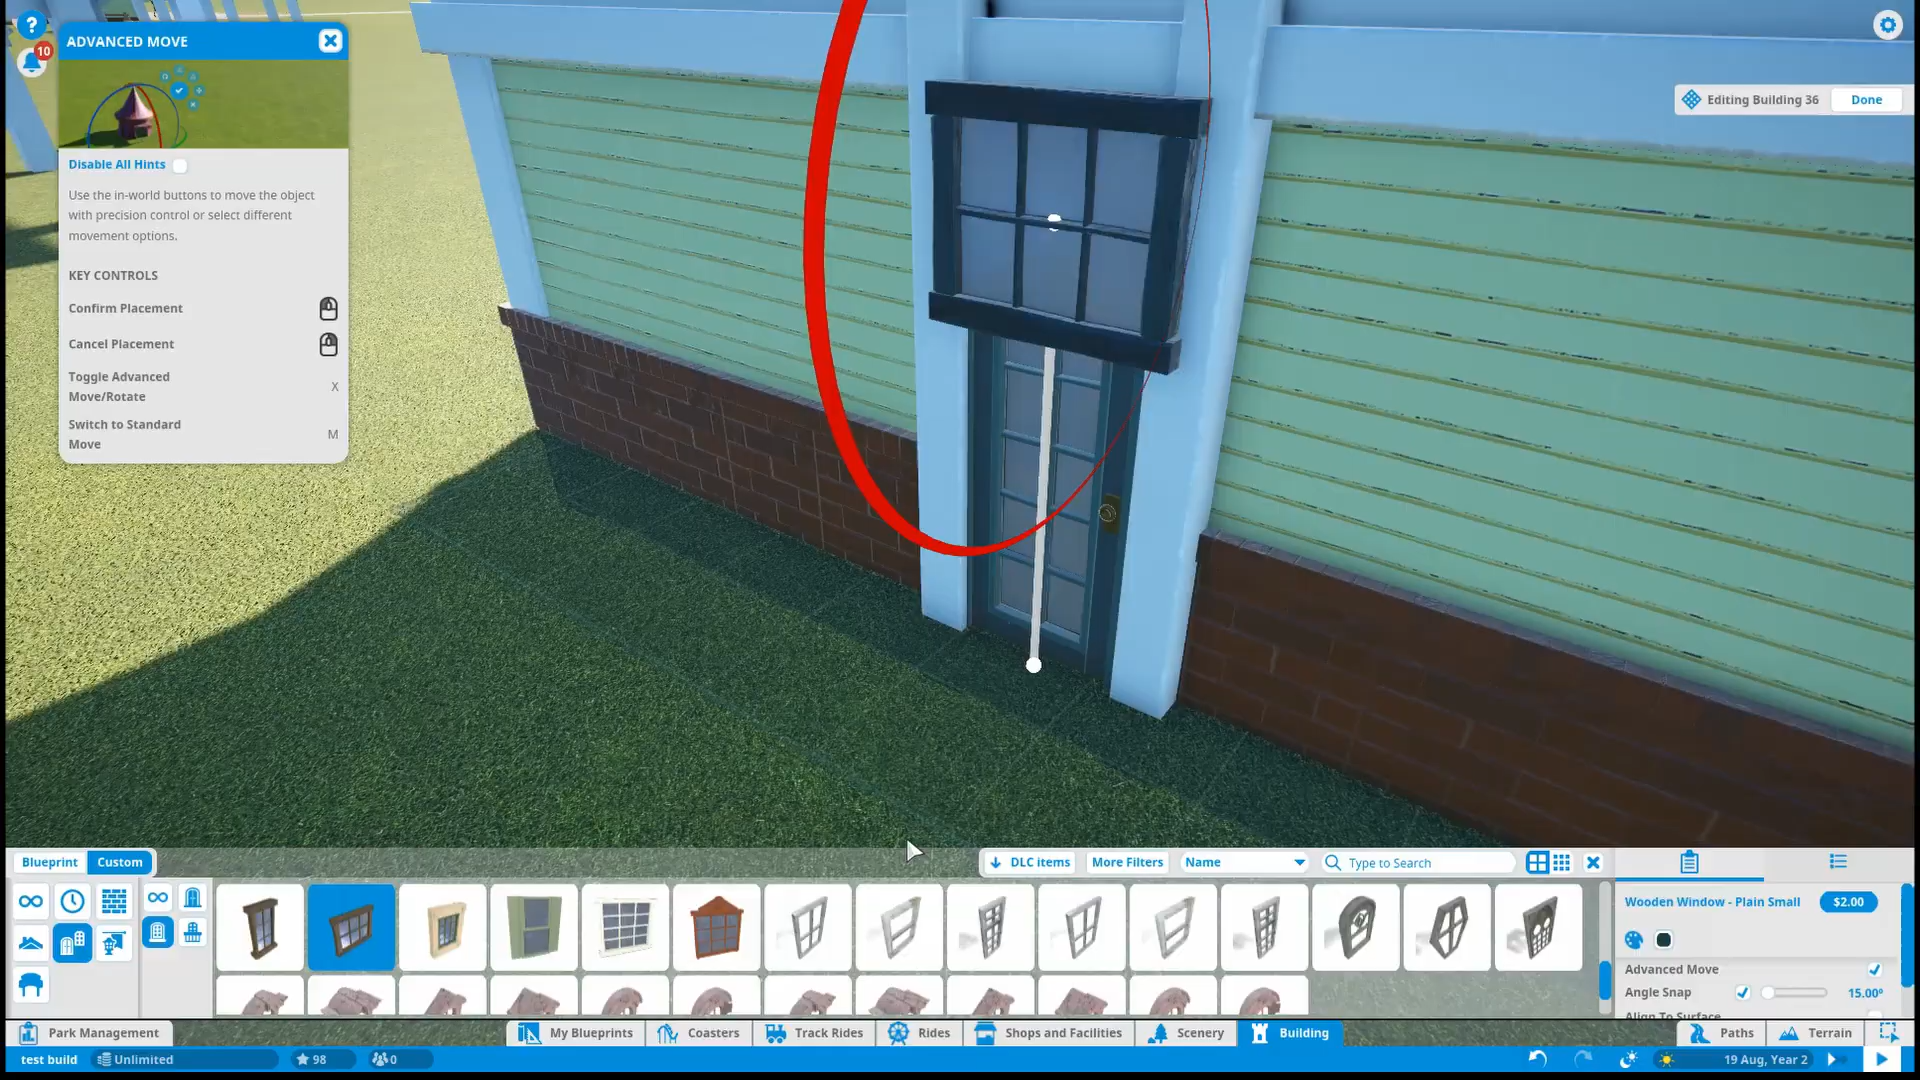 ?
10
ADVANCED MOVE
Disable All Hints
Use the in-world buttons to move the object
with precision control or select different
movement options.
KEY CONTROLS
Confirm Placement
Cancel Placement
Toggle Advanced
Move/Rotate
X
Switch to Standard
Move
M
Editing Building 36
Done
Blueprint
Custom
DLC items
More Filters
Name
Type to Search
Wooden Window - Plain Small
$2.00
Advanced Move
Angle Snap
15.00°
Align To Surface
Park Management
My Blueprints
Coasters
Track Rides
Rides
Shops and Facilities
Scenery
Building
Paths
Terrain
test build
Unlimited
98
0
19 Aug, Year 2